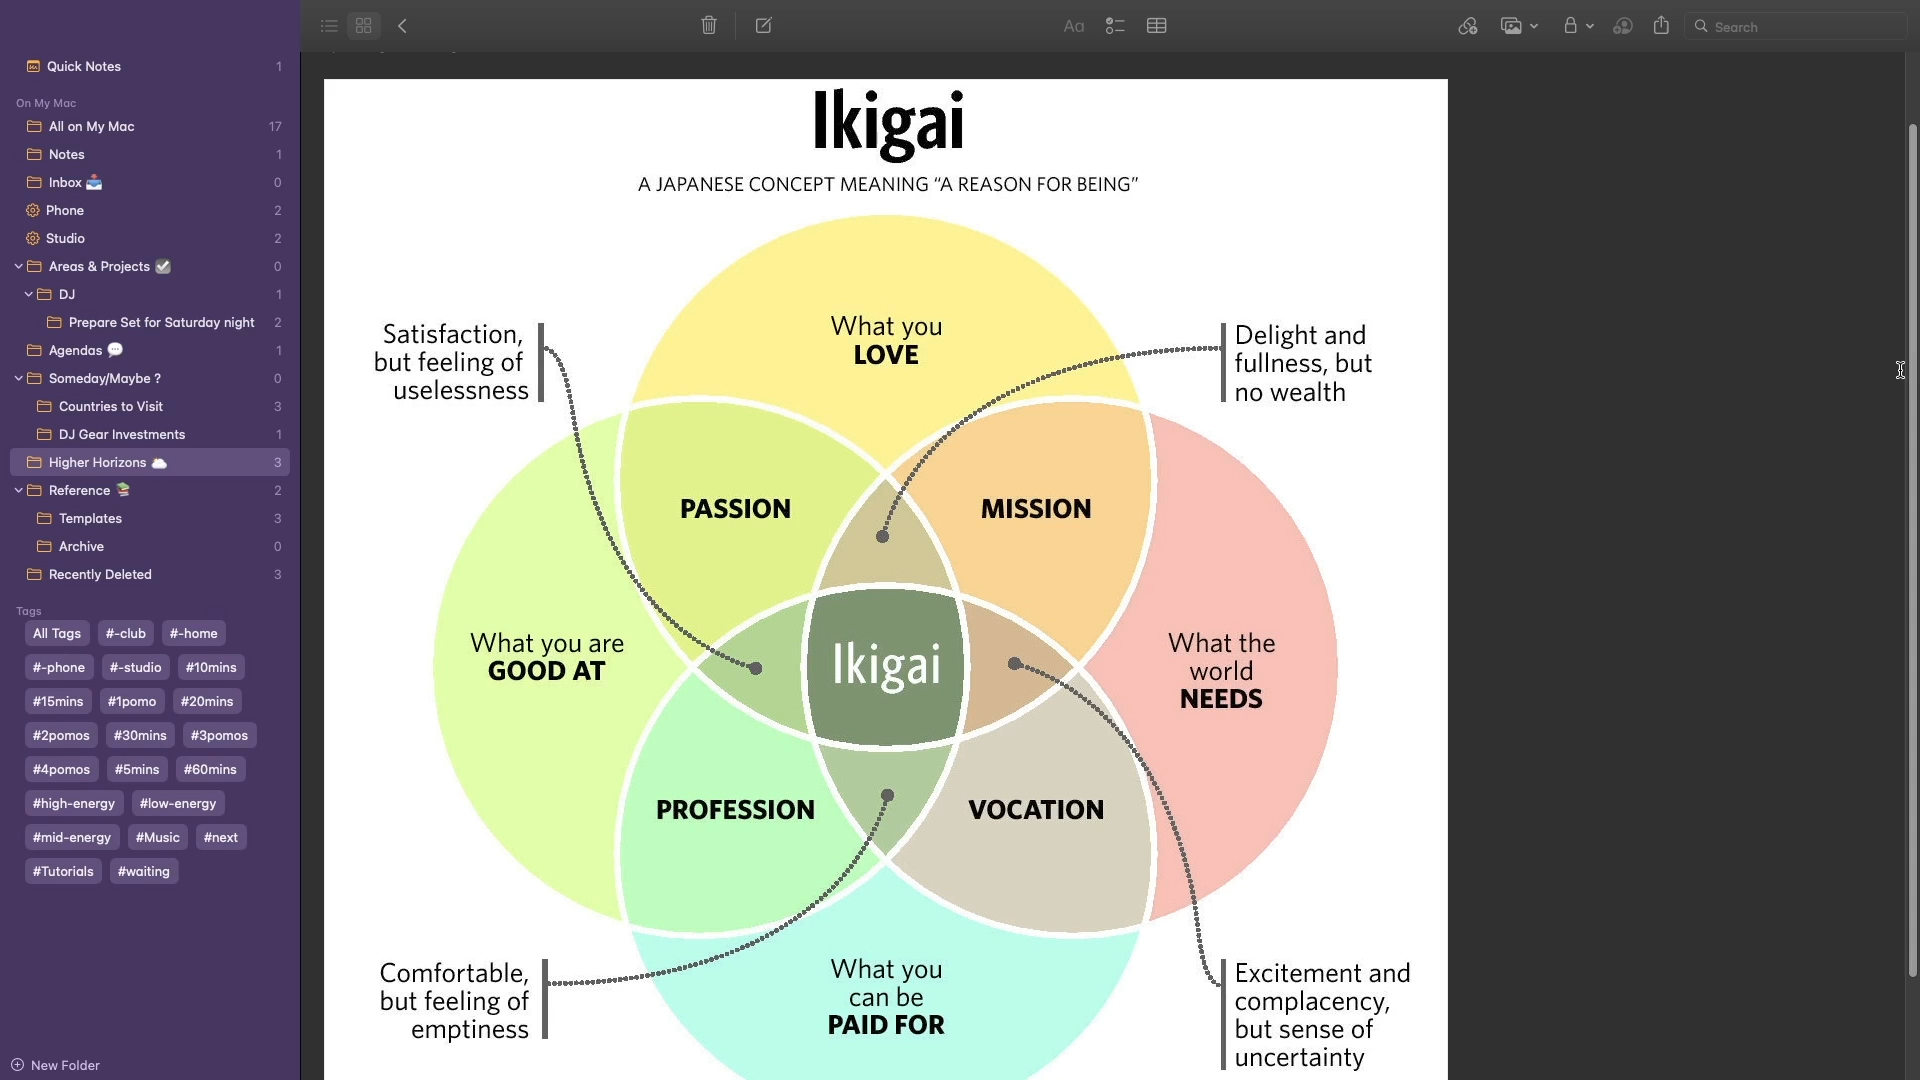 Search
Quick Notes 1
On My Mac
All on My Mac 17
Notes 1
Inbox 📥 0
Phone 2
Studio 2
Areas & Projects ☑️ 0
DJ 1
Prepare Set for Saturday night 2
Agendas 💬 1
Someday/Maybe ? 0
Countries to Visit 3
DJ Gear Investments 1
Higher Horizons ☁️ 3
Reference 📚 2
Templates 3
Archive 0
Recently Deleted 3
Tags
All Tags #-club #-home
#-phone #-studio #10mins
#15mins #1pomo #20mins
#2pomos #30mins #3pomos
#4pomos #5mins #60mins
#high-energy #low-energy
#mid-energy #Music #next
#Tutorials #waiting
New Folder
Aa
Ikigai
A JAPANESE CONCEPT MEANING “A REASON FOR BEING”
What you
LOVE
Satisfaction,
but feeling of
uselessness
Delight and
fullness, but
no wealth
PASSION
MISSION
What you are
GOOD AT
Ikigai
What the
world
NEEDS
PROFESSION
VOCATION
Comfortable,
but feeling of
emptiness
What you
can be
PAID FOR
Excitement and
complacency,
but sense of
uncertainty